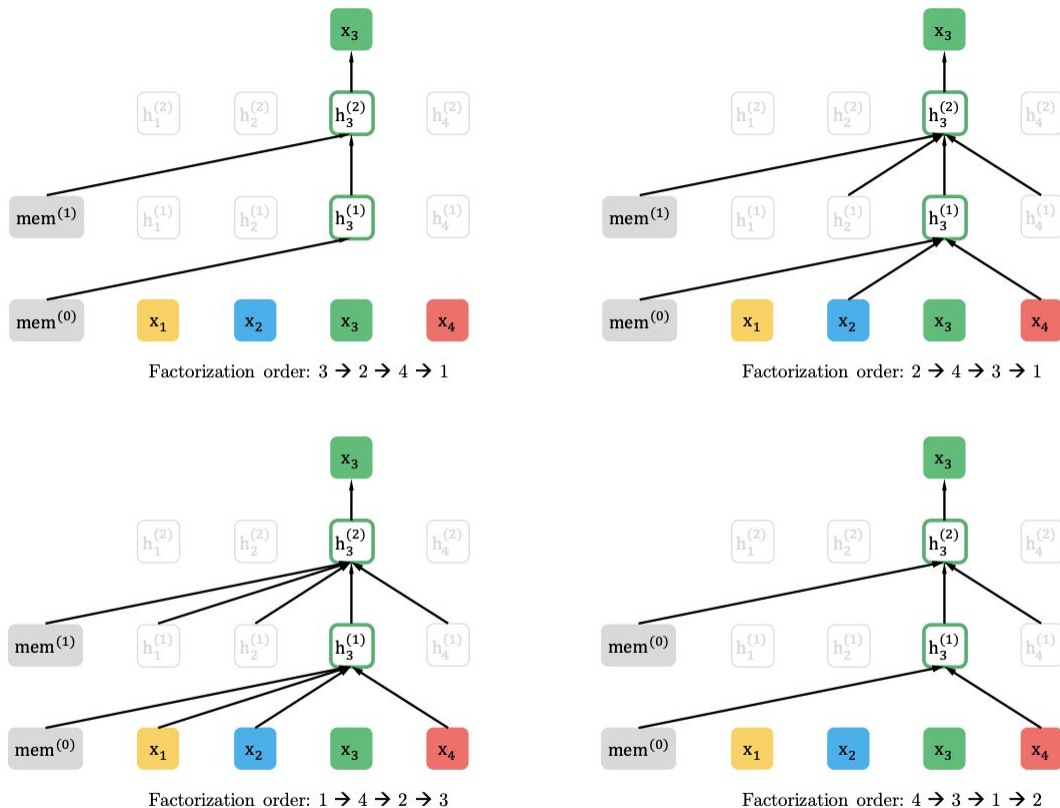 x₃ x₃
h₁⁽²⁾ h₂⁽²⁾ h₃⁽²⁾ h₄⁽²⁾ h₁⁽²⁾ h₂⁽²⁾ h₃⁽²⁾ h₄⁽²⁾
mem⁽¹⁾ h₁⁽¹⁾ h₂⁽¹⁾ h₃⁽¹⁾ h₄⁽¹⁾ mem⁽¹⁾ h₁⁽¹⁾ h₂⁽¹⁾ h₃⁽¹⁾ h₄⁽¹⁾
mem⁽⁰⁾ x₁ x₂ x₃ x₄ mem⁽⁰⁾ x₁ x₂ x₃ x₄
Factorization order: 3 → 2 → 4 → 1 Factorization order: 2 → 4 → 3 → 1
x₃ x₃
h₁⁽²⁾ h₂⁽²⁾ h₃⁽²⁾ h₄⁽²⁾ h₁⁽²⁾ h₂⁽²⁾ h₃⁽²⁾ h₄⁽²⁾
mem⁽¹⁾ h₁⁽¹⁾ h₂⁽¹⁾ h₃⁽¹⁾ h₄⁽¹⁾ mem⁽⁰⁾ h₁⁽¹⁾ h₂⁽¹⁾ h₃⁽¹⁾ h₄⁽¹⁾
mem⁽⁰⁾ x₁ x₂ x₃ x₄ mem⁽⁰⁾ x₁ x₂ x₃ x₄
Factorization order: 1 → 4 → 2 → 3 Factorization order: 4 → 3 → 1 → 2